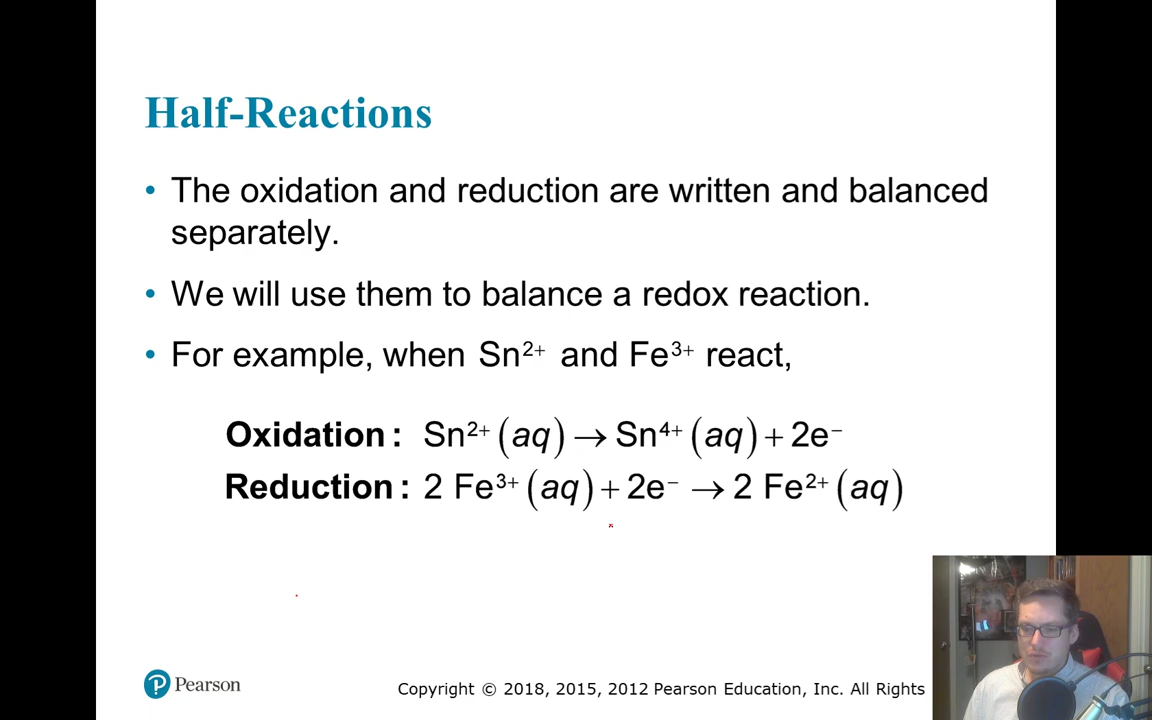 Half-Reactions
• The oxidation and reduction are written and balanced
separately.
• We will use them to balance a redox reaction.
• For example, when Sn²⁺ and Fe³⁺ react,
Oxidation: Sn²⁺(aq) → Sn⁴⁺(aq) + 2e⁻
Reduction: 2 Fe³⁺(aq) + 2e⁻ → 2 Fe²⁺(aq)
Pearson
Copyright © 2018, 2015, 2012 Pearson Education, Inc. All Rights